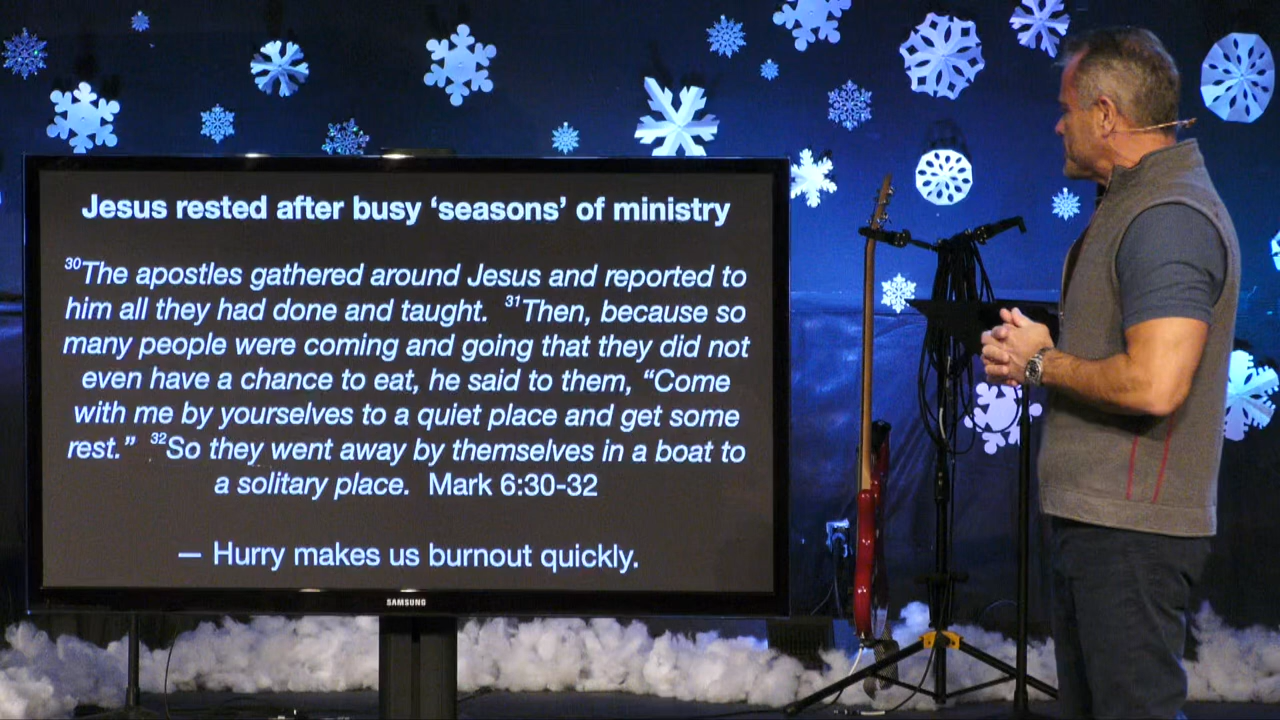 Jesus rested after busy ‘seasons’ of ministry
³⁰The apostles gathered around Jesus and reported to
him all they had done and taught. ³¹Then, because so
many people were coming and going that they did not
even have a chance to eat, he said to them, “Come
with me by yourselves to a quiet place and get some
rest.” ³²So they went away by themselves in a boat to
a solitary place. Mark 6:30-32
— Hurry makes us burnout quickly.
SAMSUNG